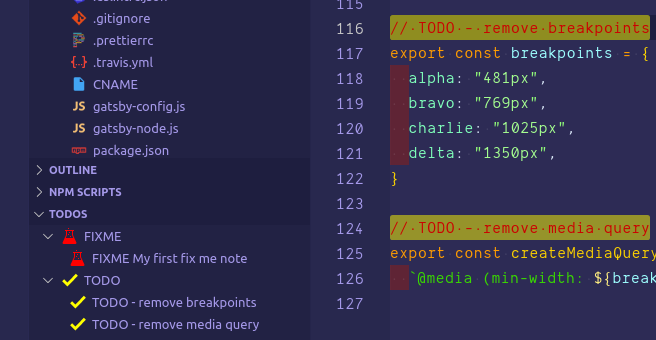 .gitignore
.prettierrc
.travis.yml
CNAME
gatsby-config.js
gatsby-node.js
package.json
OUTLINE
NPM SCRIPTS
TODOS
FIXME
FIXME My first fix me note
TODO
TODO - remove breakpoints
TODO - remove media query
115
116 // TODO - remove breakpoints
117 export const breakpoints = {
118 alpha: "481px",
119 bravo: "769px",
120 charlie: "1025px",
121 delta: "1350px",
122 }
123
124 // TODO - remove media query
125 export const createMediaQuery
126 `@media (min-width: ${break
127